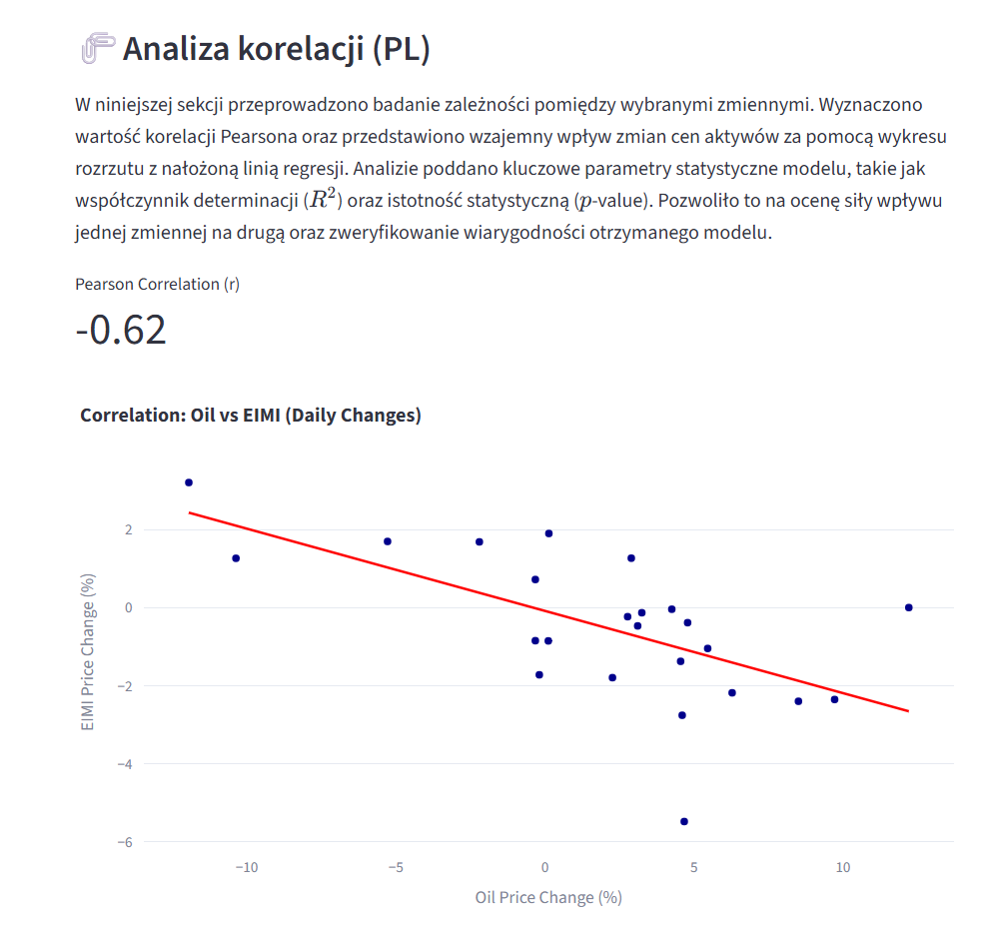 Analiza korelacji (PL)
W niniejszej sekcji przeprowadzono badanie zależności pomiędzy wybranymi zmiennymi. Wyznaczono
wartość korelacji Pearsona oraz przedstawiono wzajemny wpływ zmian cen aktywów za pomocą wykresu
rozrzutu z nałożoną linią regresji. Analizie poddano kluczowe parametry statystyczne modelu, takie jak
współczynnik determinacji (R²) oraz istotność statystyczną (p-value). Pozwoliło to na ocenę siły wpływu
jednej zmiennej na drugą oraz zweryfikowanie wiarygodności otrzymanego modelu.
Pearson Correlation (r)
-0.62
Correlation: Oil vs EIMI (Daily Changes)
EIMI Price Change (%)
2
0
−2
−4
−6
−10
−5
0
5
10
Oil Price Change (%)